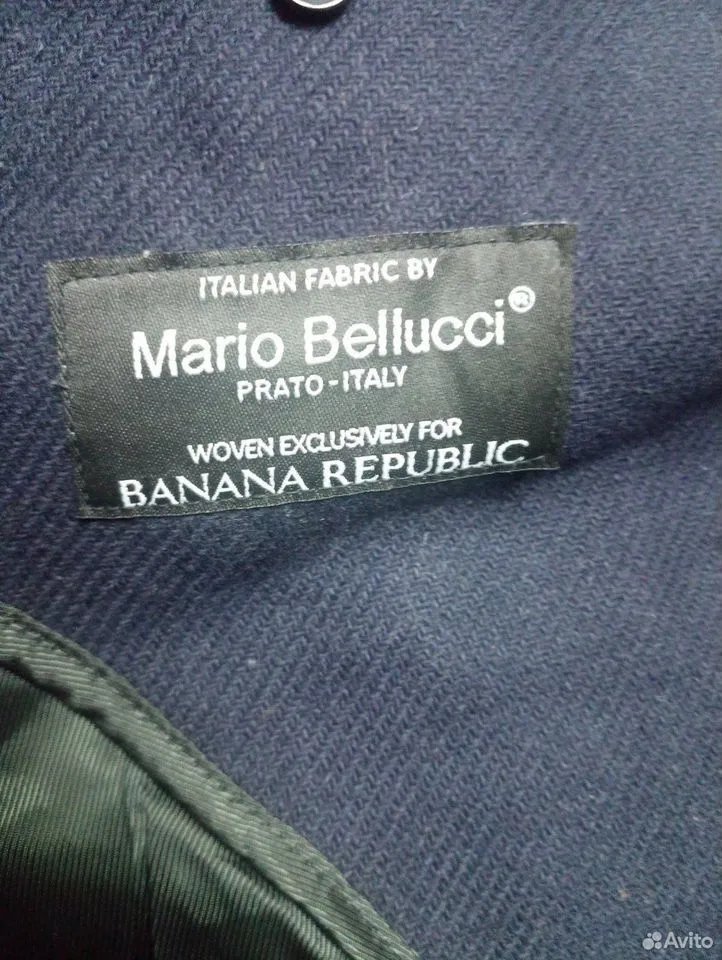 ITALIAN FABRIC BY
Mario Bellucci®
PRATO - ITALY
WOVEN EXCLUSIVELY FOR
BANANA REPUBLIC
Avito